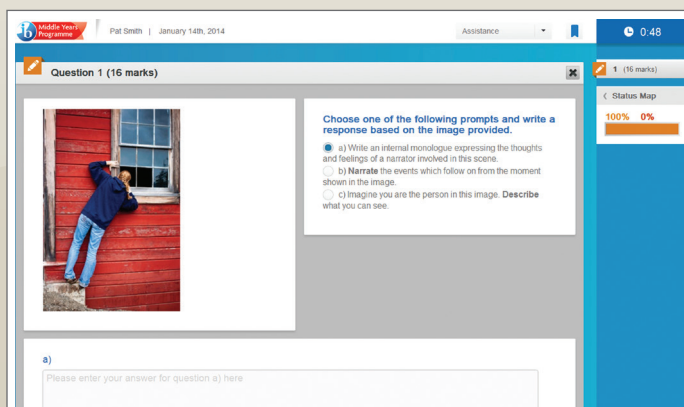 ib Middle Years
Programme
Pat Smith | January 14th, 2014
Assistance
0:48
Question 1 (16 marks)
1 (16 marks)
Status Map
100% 0%
Choose one of the following prompts and write a
response based on the image provided.
a) Write an internal monologue expressing the thoughts
and feelings of a narrator involved in this scene.
b) Narrate the events which follow on from the moment
shown in the image.
c) Imagine you are the person in this image. Describe
what you can see.
a)
Please enter your answer for question a) here